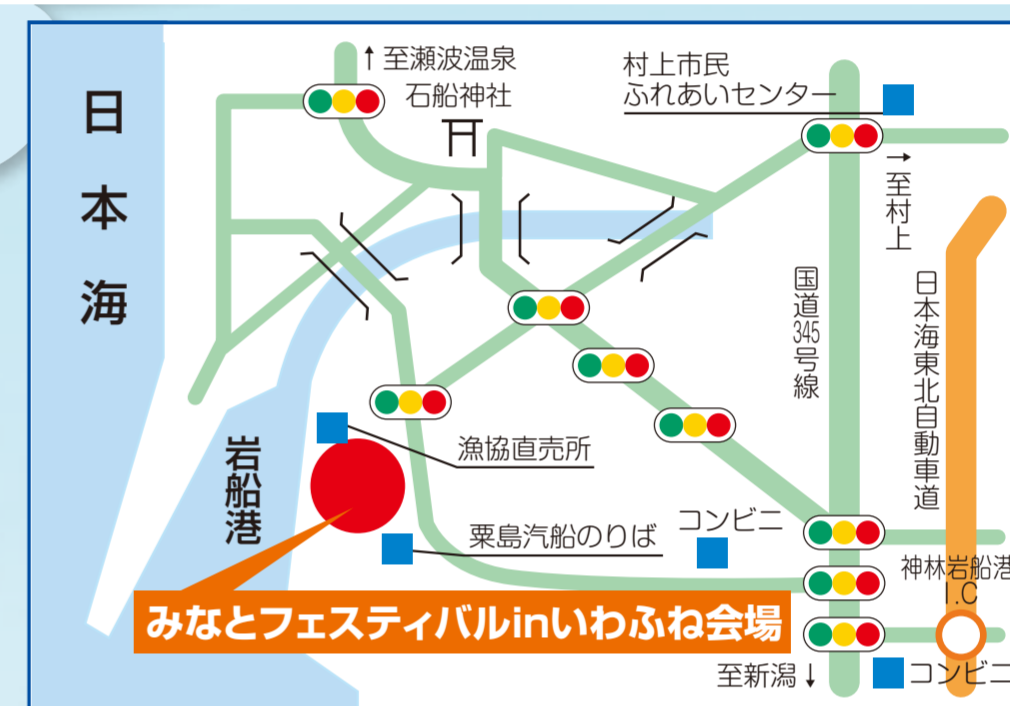 ↑至瀬波温泉
石船神社
村上市民
ふれあいセンター
日本海
→至村上
国道345号線
日本海東北自動車道
岩船港
漁協直売所
粟島汽船のりば
コンビニ
神林岩船港
I.C
みなとフェスティバルinいわふね会場
至新潟↓
コンビニ